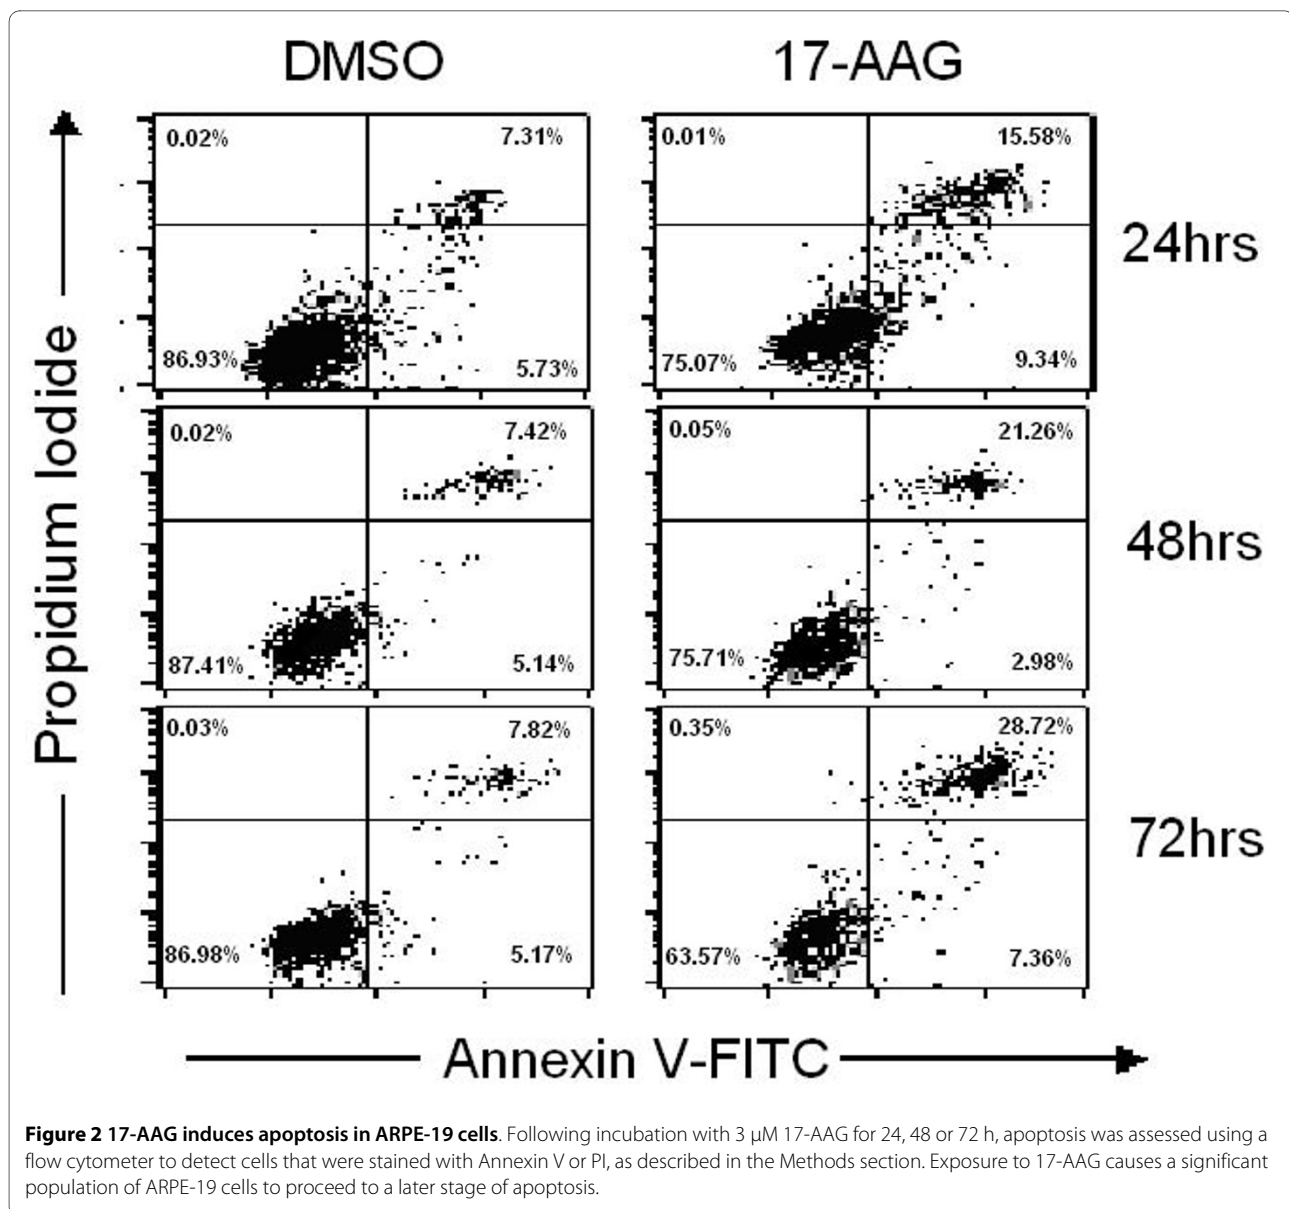 DMSO 17-AAG
0.02% 7.31% 0.01% 15.58%
24hrs
86.93% 5.73% 75.07% 9.34%
0.02% 7.42% 0.05% 21.26%
48hrs
87.41% 5.14% 75.71% 2.98%
0.03% 7.82% 0.35% 28.72%
72hrs
86.98% 5.17% 63.57% 7.36%
Propidium Iodide
Annexin V-FITC
Figure 2 17-AAG induces apoptosis in ARPE-19 cells. Following incubation with 3 μM 17-AAG for 24, 48 or 72 h, apoptosis was assessed using a
flow cytometer to detect cells that were stained with Annexin V or PI, as described in the Methods section. Exposure to 17-AAG causes a significant
population of ARPE-19 cells to proceed to a later stage of apoptosis.